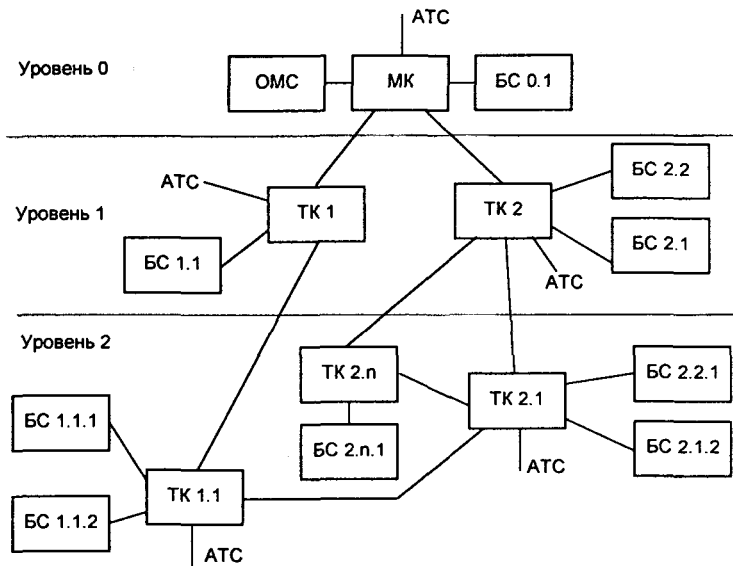 АТС
Уровень 0
ОМС
МК
БС 0.1
АТС
Уровень 1
ТК 1
ТК 2
БС 2.2
БС 2.1
БС 1.1
АТС
Уровень 2
ТК 2.n
ТК 2.1
БС 2.2.1
БС 1.1.1
БС 2.n.1
БС 2.1.2
АТС
ТК 1.1
БС 1.1.2
АТС